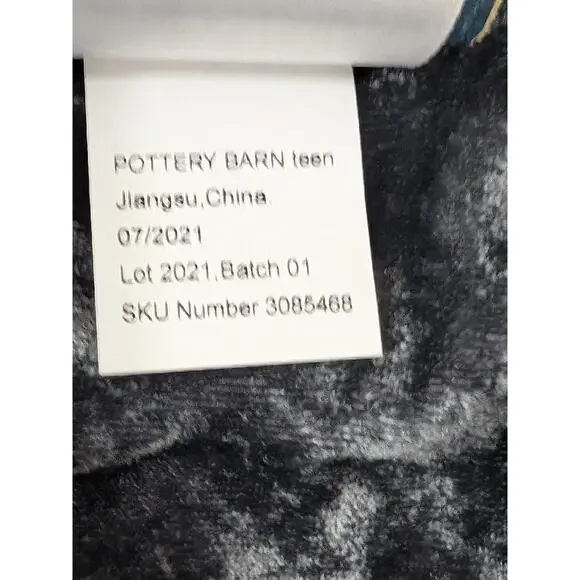 POTTERY BARN teen
Jiangsu,China
07/2021
Lot 2021,Batch 01
SKU Number 3085468